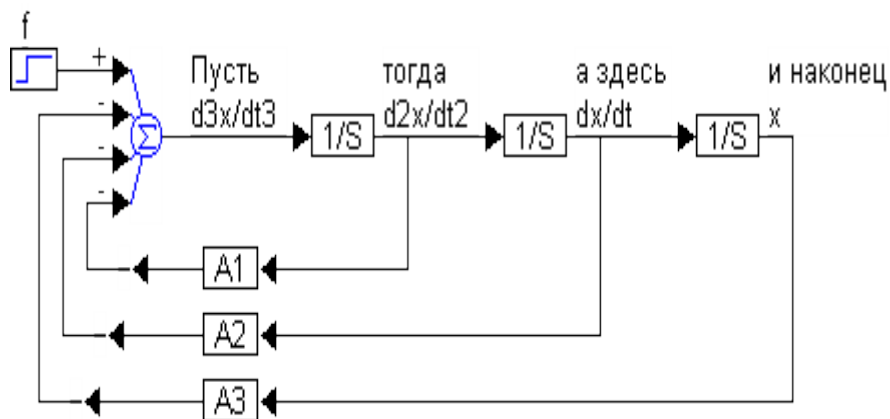 f
Пусть тогда а здесь и наконец
d3x/dt3 1/S d2x/dt2 1/S dx/dt 1/S x
+
-
-
-
Σ
A1
A2
A3